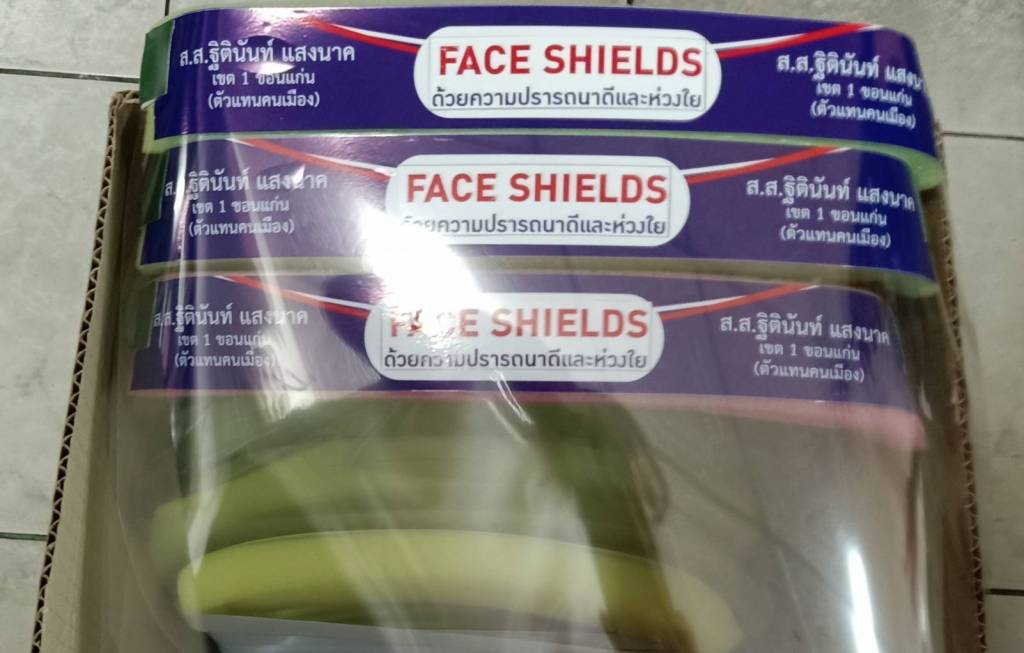 ส.ส.ฐิตินันท์ แสงนาค
เขต 1 ขอนแก่น
(ตัวแทนคนเมือง)
FACE SHIELDS
ด้วยความปรารถนาดีและห่วงใย
ส.ส.ฐิตินันท์ แสงนา
เขต 1 ขอนแก่น
(ตัวแทนคนเมือง)
ส.ส.ฐิตินันท์ แสงนาค
เขต 1 ขอนแก่น
(ตัวแทนคนเมือง)
FACE SHIELDS
ด้วยความปรารถนาดีและห่วงใย
ส.ส.ฐิตินันท์ แสงนาค
เขต 1 ขอนแก่น
(ตัวแทนคนเมือง)
ส.ส.ฐิตินันท์ แสงนาค
เขต 1 ขอนแก่น
(ตัวแทนคนเมือง)
FACE SHIELDS
ด้วยความปรารถนาดีและห่วงใย
ส.ส.ฐิตินันท์ แสงนาค
เขต 1 ขอนแก่น
(ตัวแทนคนเมือง)